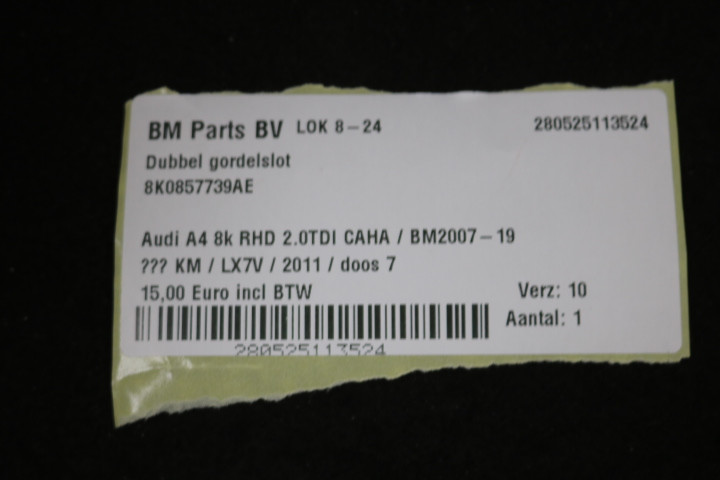 BM Parts BV LOK 8-24 280525113524
Dubbel gordelslot
8K0857739AE
Audi A4 8k RHD 2.0TDI CAHA / BM2007-19
??? KM / LX7V / 2011 / doos 7
15,00 Euro incl BTW Verz: 10
Aantal: 1
280525113524